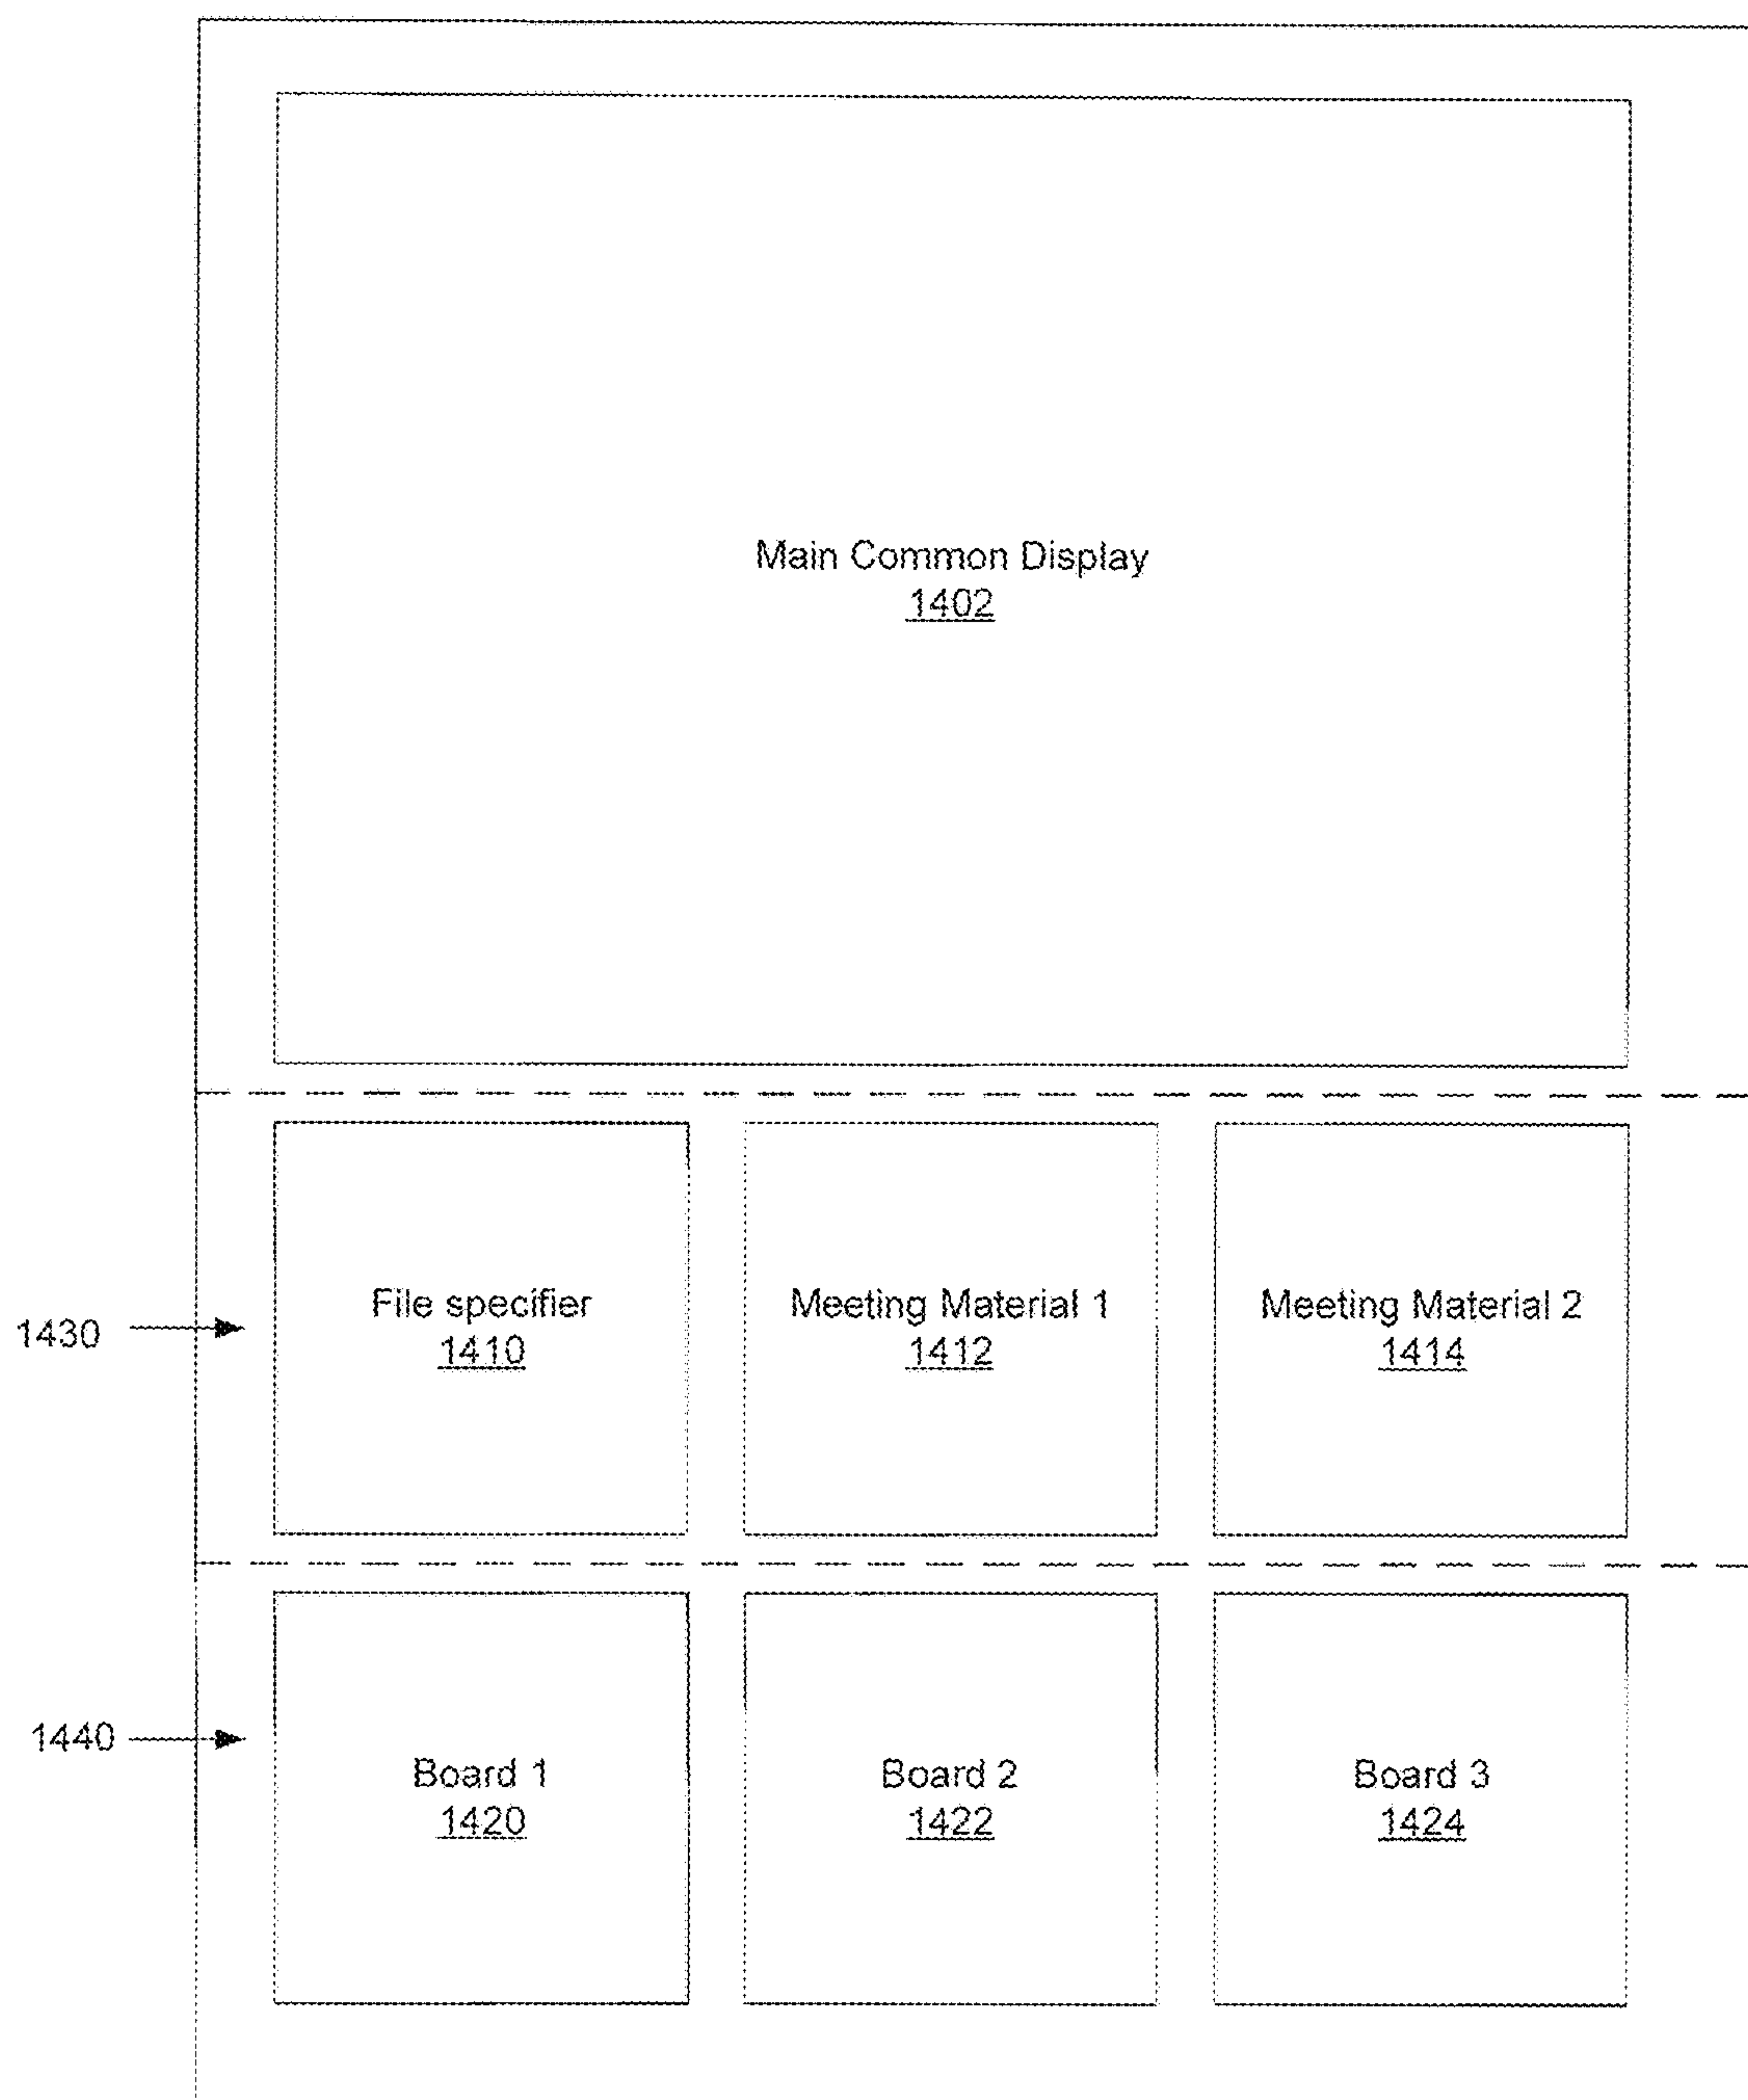 Main Common Display
1402
File specifier
1410
Meeting Material 1
1412
Meeting Material 2
1414
1430
Board 1
1420
Board 2
1422
Board 3
1424
1440